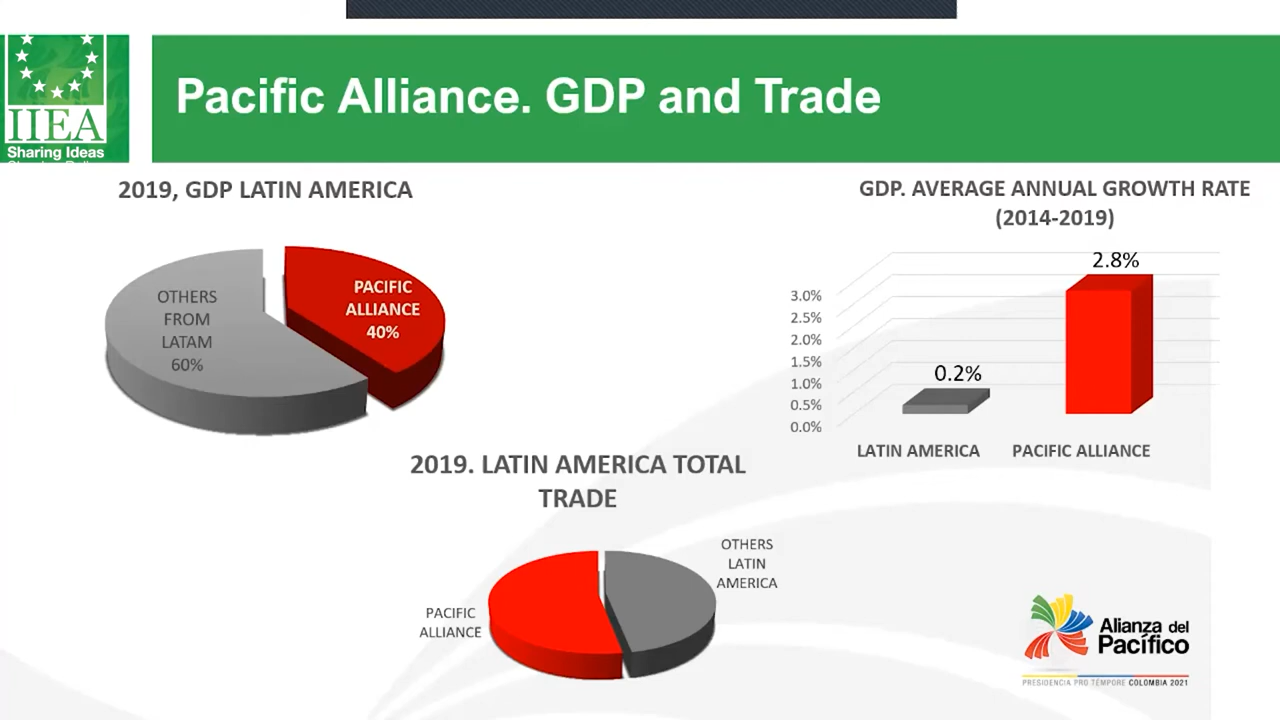 IIEA
Sharing Ideas
Pacific Alliance. GDP and Trade
2019, GDP LATIN AMERICA
OTHERS
FROM
LATAM
60%
PACIFIC
ALLIANCE
40%
GDP. AVERAGE ANNUAL GROWTH RATE
(2014-2019)
3.0%
2.5%
2.0%
1.5%
1.0%
0.5%
0.0%
0.2%
2.8%
LATIN AMERICA
PACIFIC ALLIANCE
2019. LATIN AMERICA TOTAL
TRADE
PACIFIC
ALLIANCE
OTHERS
LATIN
AMERICA
Alianza del
Pacífico
PRESIDENCIA PRO TÉMPORE COLOMBIA 2021